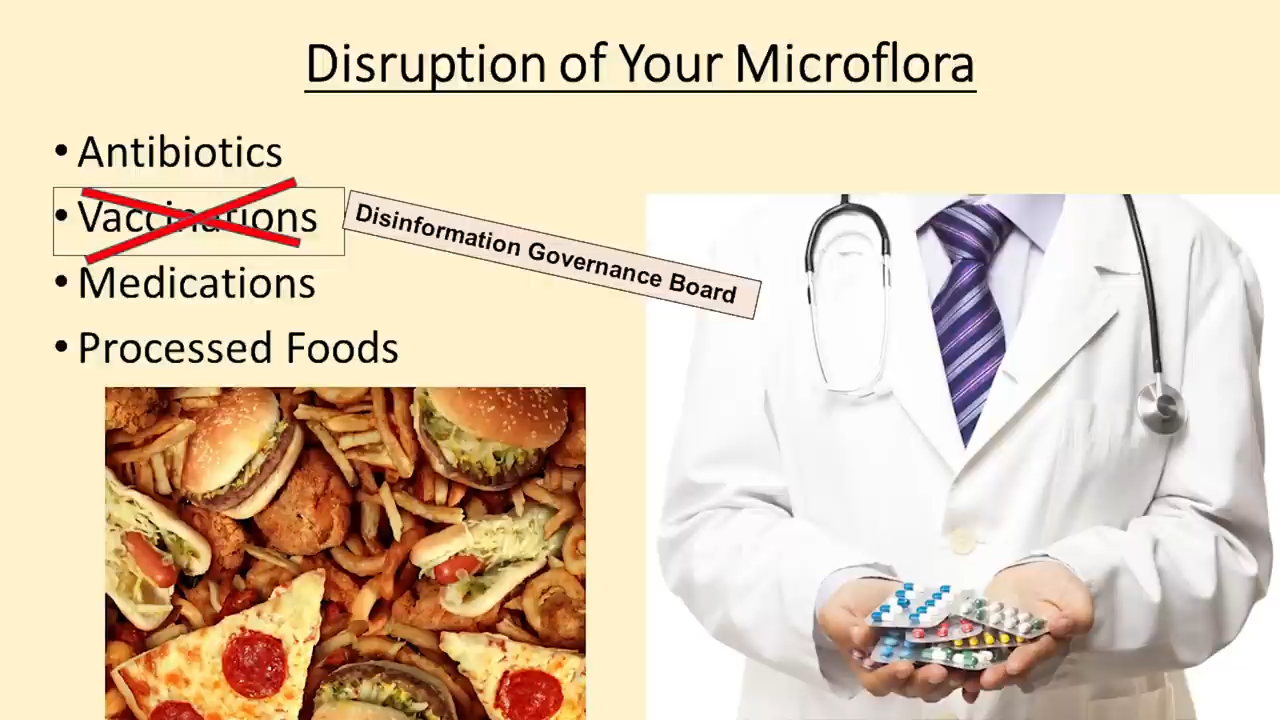 Disruption of Your Microflora
• Antibiotics
• Vaccinations
Disinformation Governance Board
• Medications
• Processed Foods